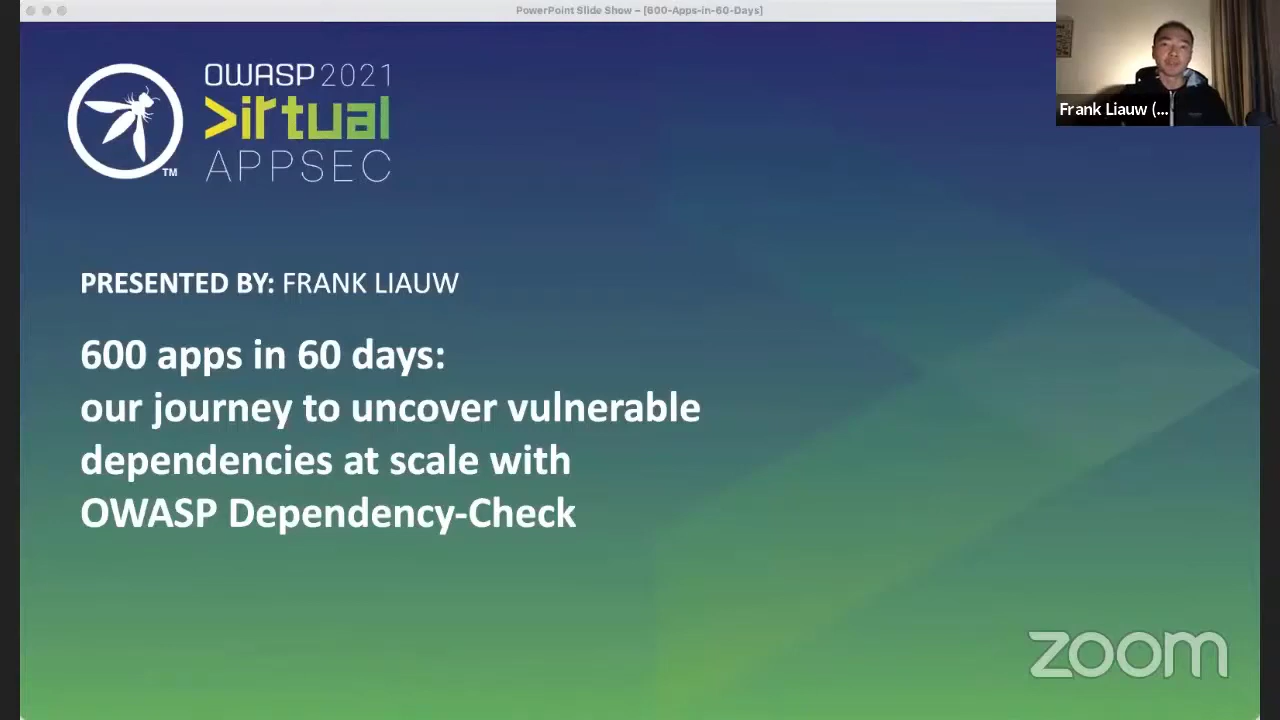 PowerPoint Slide Show – [600-Apps-in-60-Days]
OWASP 2021
>irtual
APPSEC
TM
Frank Liauw (...
PRESENTED BY: FRANK LIAUW
600 apps in 60 days:
our journey to uncover vulnerable
dependencies at scale with
OWASP Dependency-Check
zoom